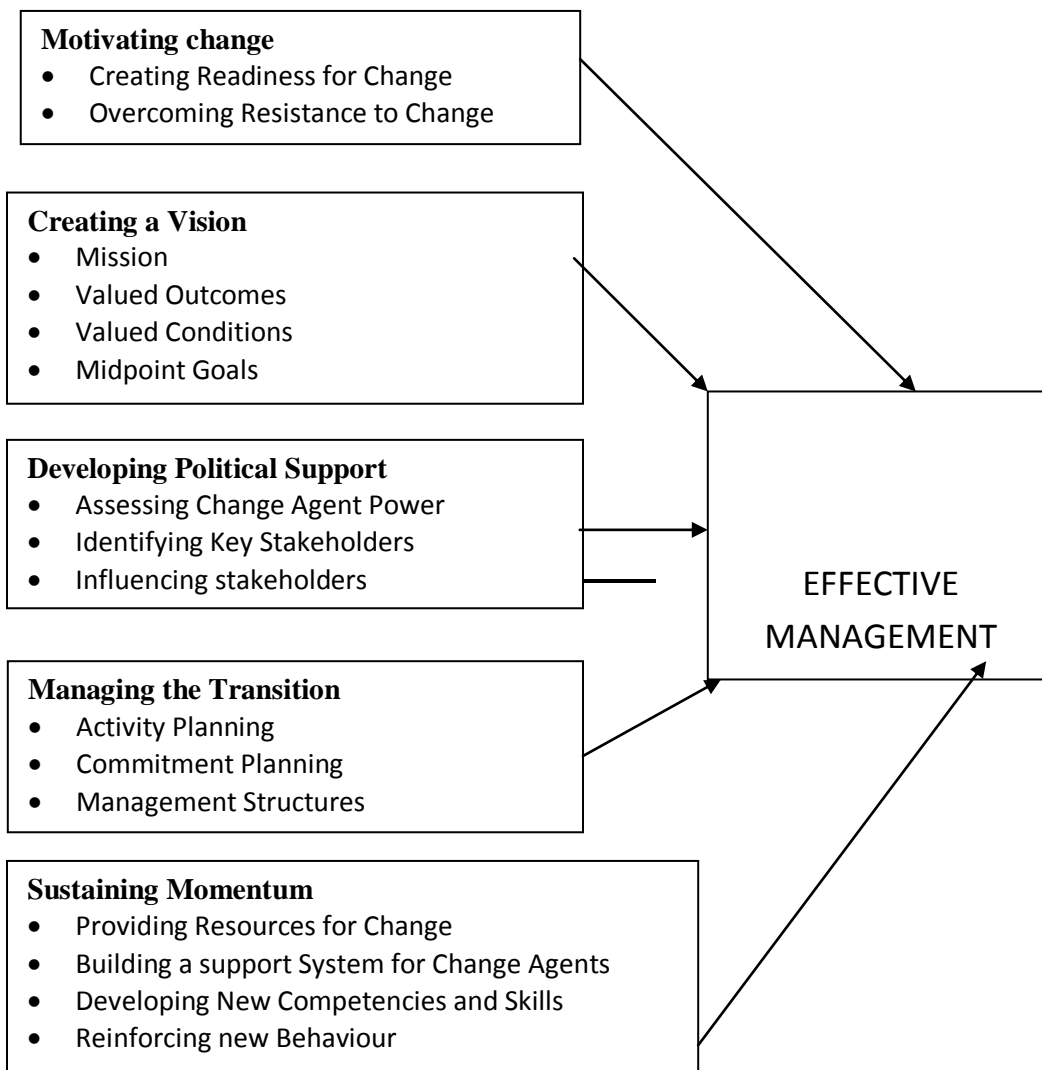 Motivating change
• Creating Readiness for Change
• Overcoming Resistance to Change
Creating a Vision
• Mission
• Valued Outcomes
• Valued Conditions
• Midpoint Goals
Developing Political Support
• Assessing Change Agent Power
• Identifying Key Stakeholders
• Influencing stakeholders
EFFECTIVE
MANAGEMENT
Managing the Transition
• Activity Planning
• Commitment Planning
• Management Structures
Sustaining Momentum
• Providing Resources for Change
• Building a support System for Change Agents
• Developing New Competencies and Skills
• Reinforcing new Behaviour